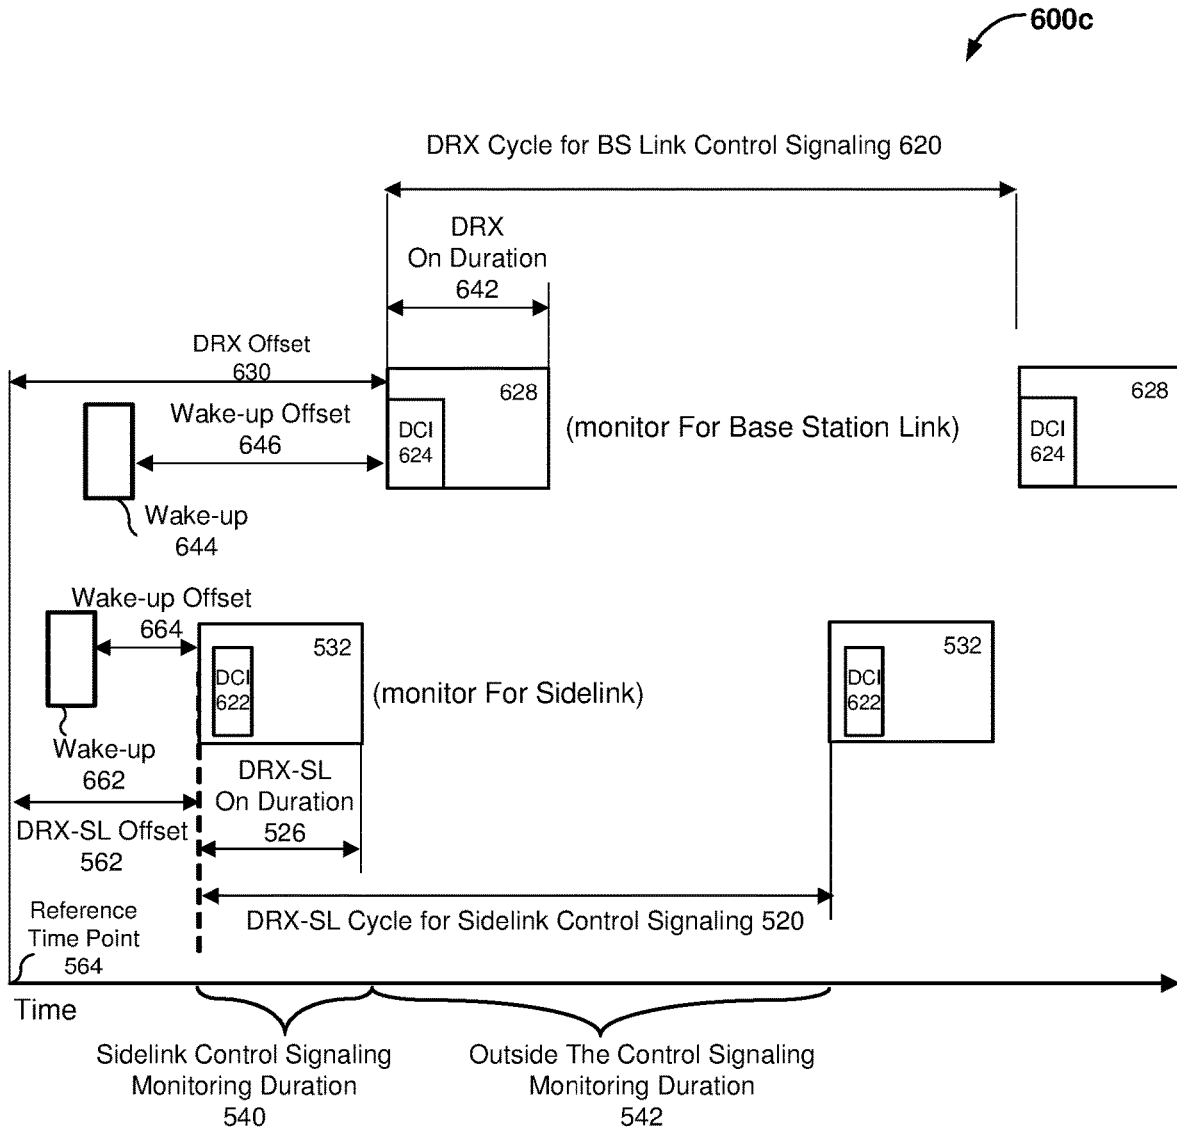 600c
DRX Cycle for BS Link Control Signaling 620
DRX
On Duration
642
DRX Offset
630
628
628
Wake-up Offset
646
DCI
624
(monitor For Base Station Link)
DCI
624
Wake-up
644
Wake-up Offset
664
532
532
DCI
622
(monitor For Sidelink)
DCI
622
Wake-up
662
DRX-SL
On Duration
526
DRX-SL Offset
562
DRX-SL Cycle for Sidelink Control Signaling 520
Reference
Time Point
564
Time
Sidelink Control Signaling
Monitoring Duration
540
Outside The Control Signaling
Monitoring Duration
542